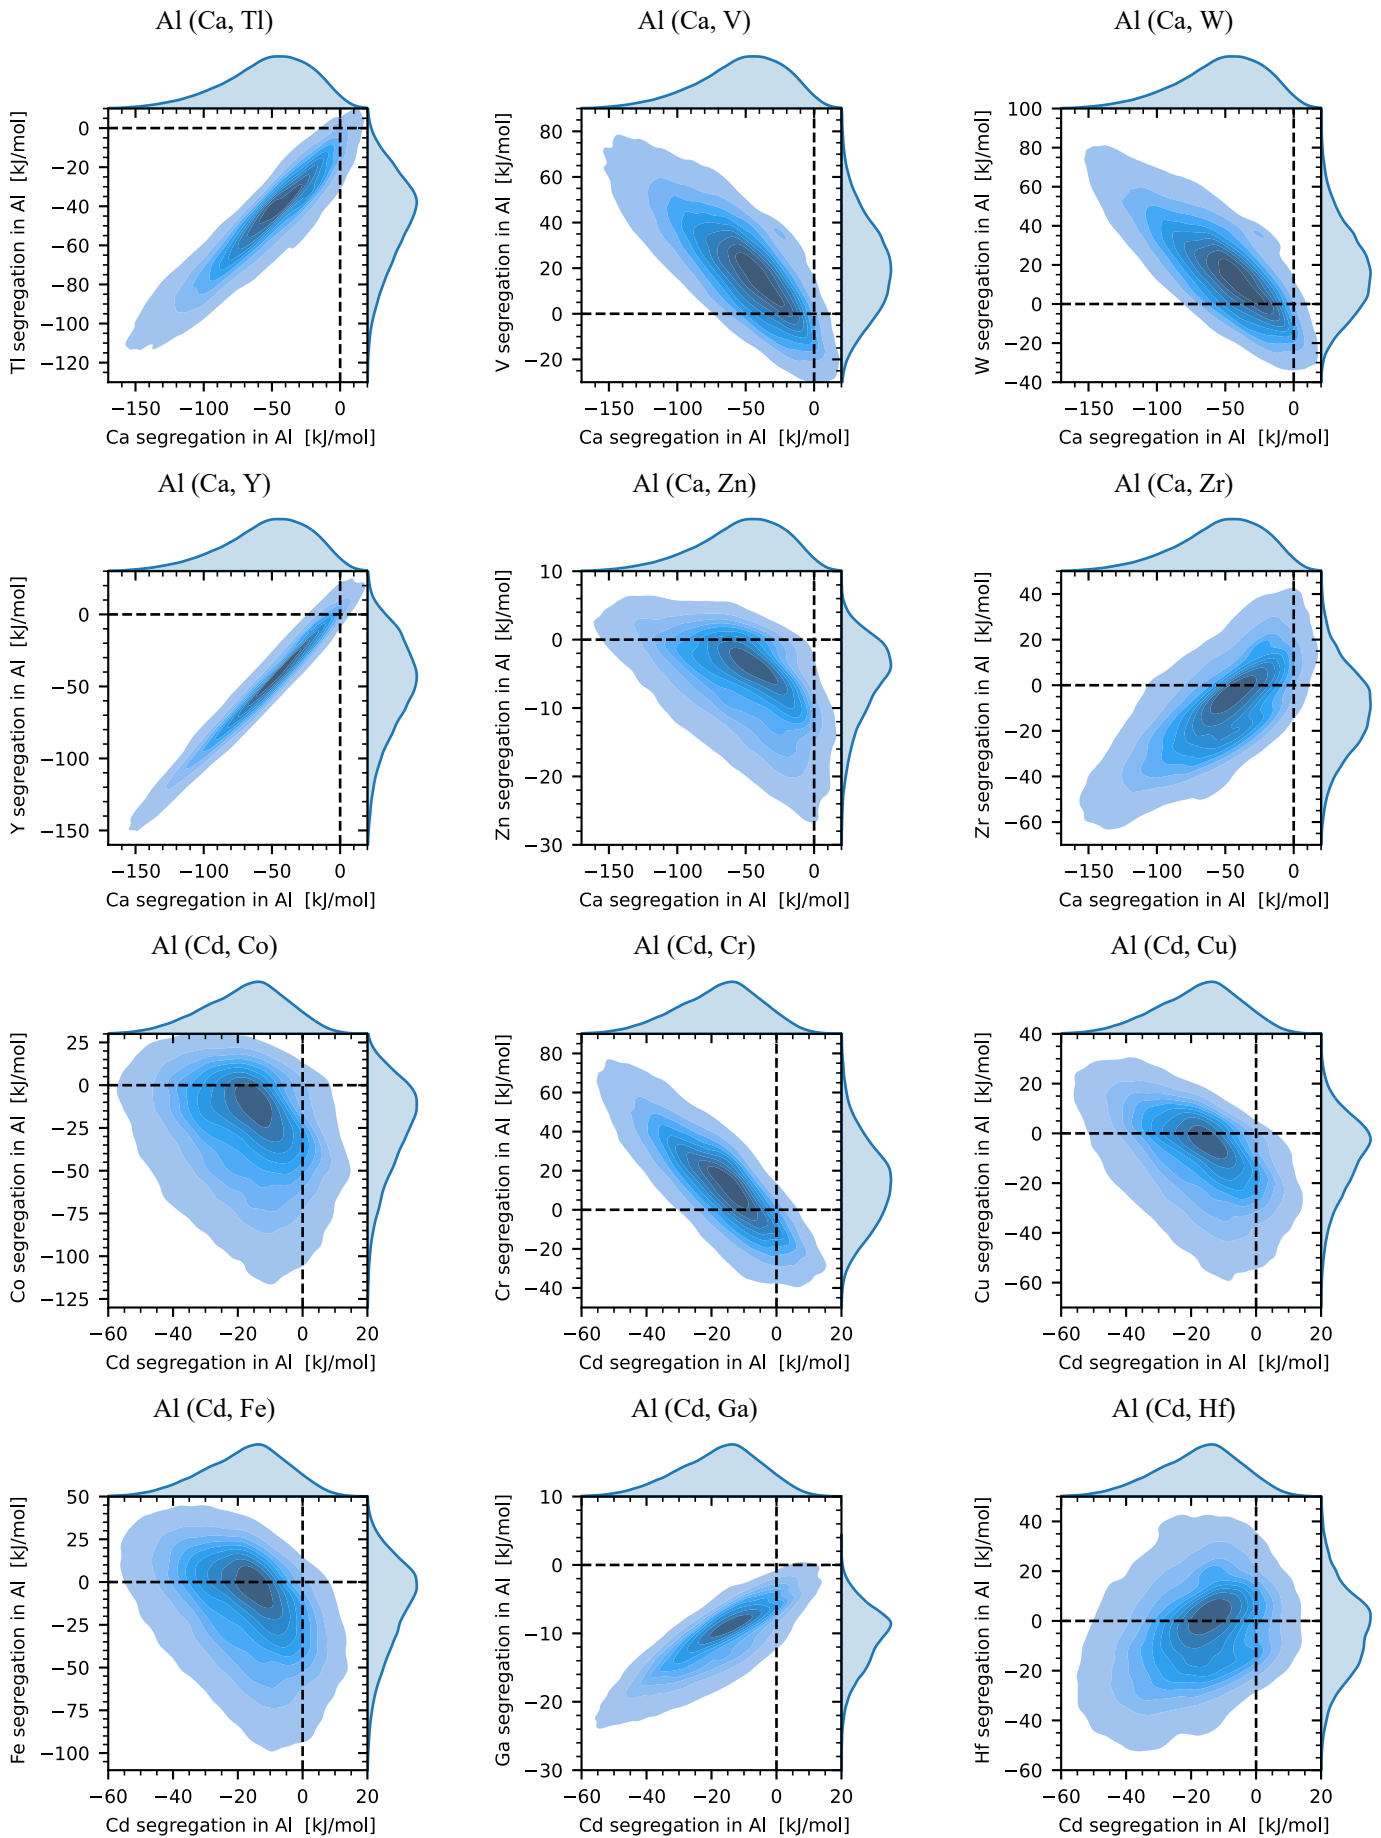 Al (Ca, Tl)
Al (Ca, V)
Al (Ca, W)
Tl segregation in Al [kJ/mol]
0
−20
−40
−60
−80
−100
−120
−150 −100 −50 0
Ca segregation in Al [kJ/mol]
V segregation in Al [kJ/mol]
80
60
40
20
0
−20
−150 −100 −50 0
Ca segregation in Al [kJ/mol]
W segregation in Al [kJ/mol]
100
80
60
40
20
0
−20
−40
−150 −100 −50 0
Ca segregation in Al [kJ/mol]
Al (Ca, Y)
Al (Ca, Zn)
Al (Ca, Zr)
Y segregation in Al [kJ/mol]
0
−50
−100
−150
−150 −100 −50 0
Ca segregation in Al [kJ/mol]
Zn segregation in Al [kJ/mol]
10
0
−10
−20
−30
−150 −100 −50 0
Ca segregation in Al [kJ/mol]
Zr segregation in Al [kJ/mol]
40
20
0
−20
−40
−60
−150 −100 −50 0
Ca segregation in Al [kJ/mol]
Al (Cd, Co)
Al (Cd, Cr)
Al (Cd, Cu)
Co segregation in Al [kJ/mol]
25
0
−25
−50
−75
−100
−125
−60 −40 −20 0 20
Cd segregation in Al [kJ/mol]
Cr segregation in Al [kJ/mol]
80
60
40
20
0
−20
−40
−60 −40 −20 0 20
Cd segregation in Al [kJ/mol]
Cu segregation in Al [kJ/mol]
40
20
0
−20
−40
−60
−60 −40 −20 0 20
Cd segregation in Al [kJ/mol]
Al (Cd, Fe)
Al (Cd, Ga)
Al (Cd, Hf)
Fe segregation in Al [kJ/mol]
50
25
0
−25
−50
−75
−100
−60 −40 −20 0 20
Cd segregation in Al [kJ/mol]
Ga segregation in Al [kJ/mol]
10
0
−10
−20
−30
−60 −40 −20 0 20
Cd segregation in Al [kJ/mol]
Hf segregation in Al [kJ/mol]
40
20
0
−20
−40
−60
−60 −40 −20 0 20
Cd segregation in Al [kJ/mol]